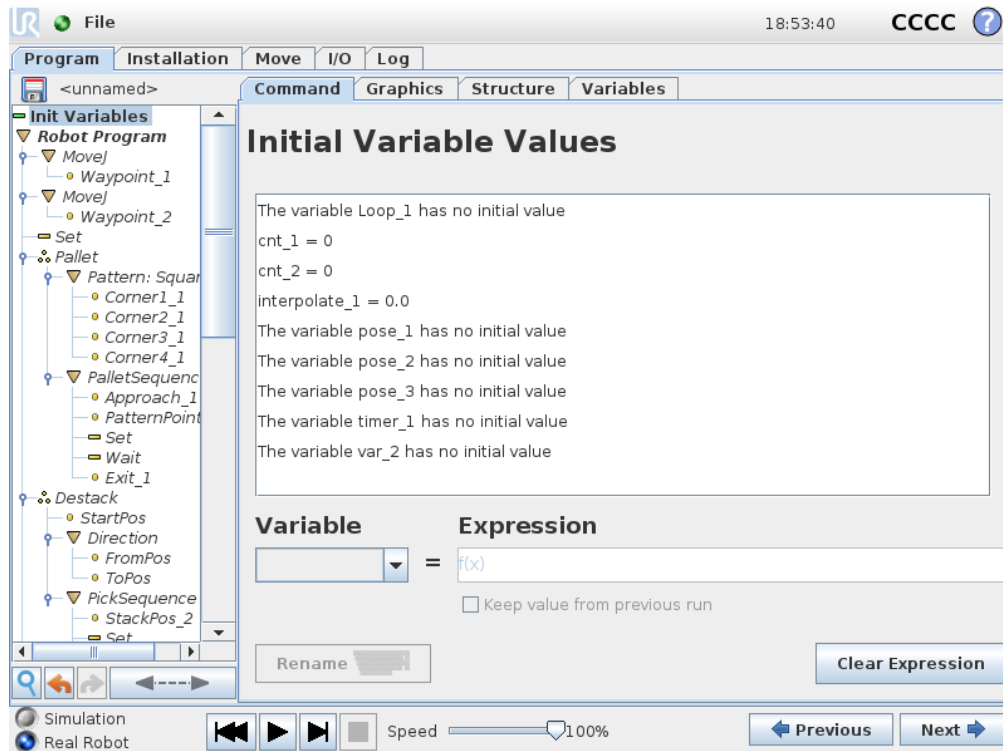 UR File 18:53:40 CCCC ?
Program Installation Move I/O Log
<unnamed>
Command Graphics Structure Variables
Init Variables
Robot Program
MoveJ
Waypoint_1
MoveJ
Waypoint_2
Set
Pallet
Pattern: Squar
Corner1_1
Corner2_1
Corner3_1
Corner4_1
PalletSequenc
Approach_1
PatternPoint
Set
Wait
Exit_1
Destack
StartPos
Direction
FromPos
ToPos
PickSequence
StackPos_2
Set
Initial Variable Values
The variable Loop_1 has no initial value
cnt_1 = 0
cnt_2 = 0
interpolate_1 = 0.0
The variable pose_1 has no initial value
The variable pose_2 has no initial value
The variable pose_3 has no initial value
The variable timer_1 has no initial value
The variable var_2 has no initial value
Variable Expression
= f(x)
Keep value from previous run
Rename Clear Expression
Simulation
Real Robot
Speed 100%
Previous Next